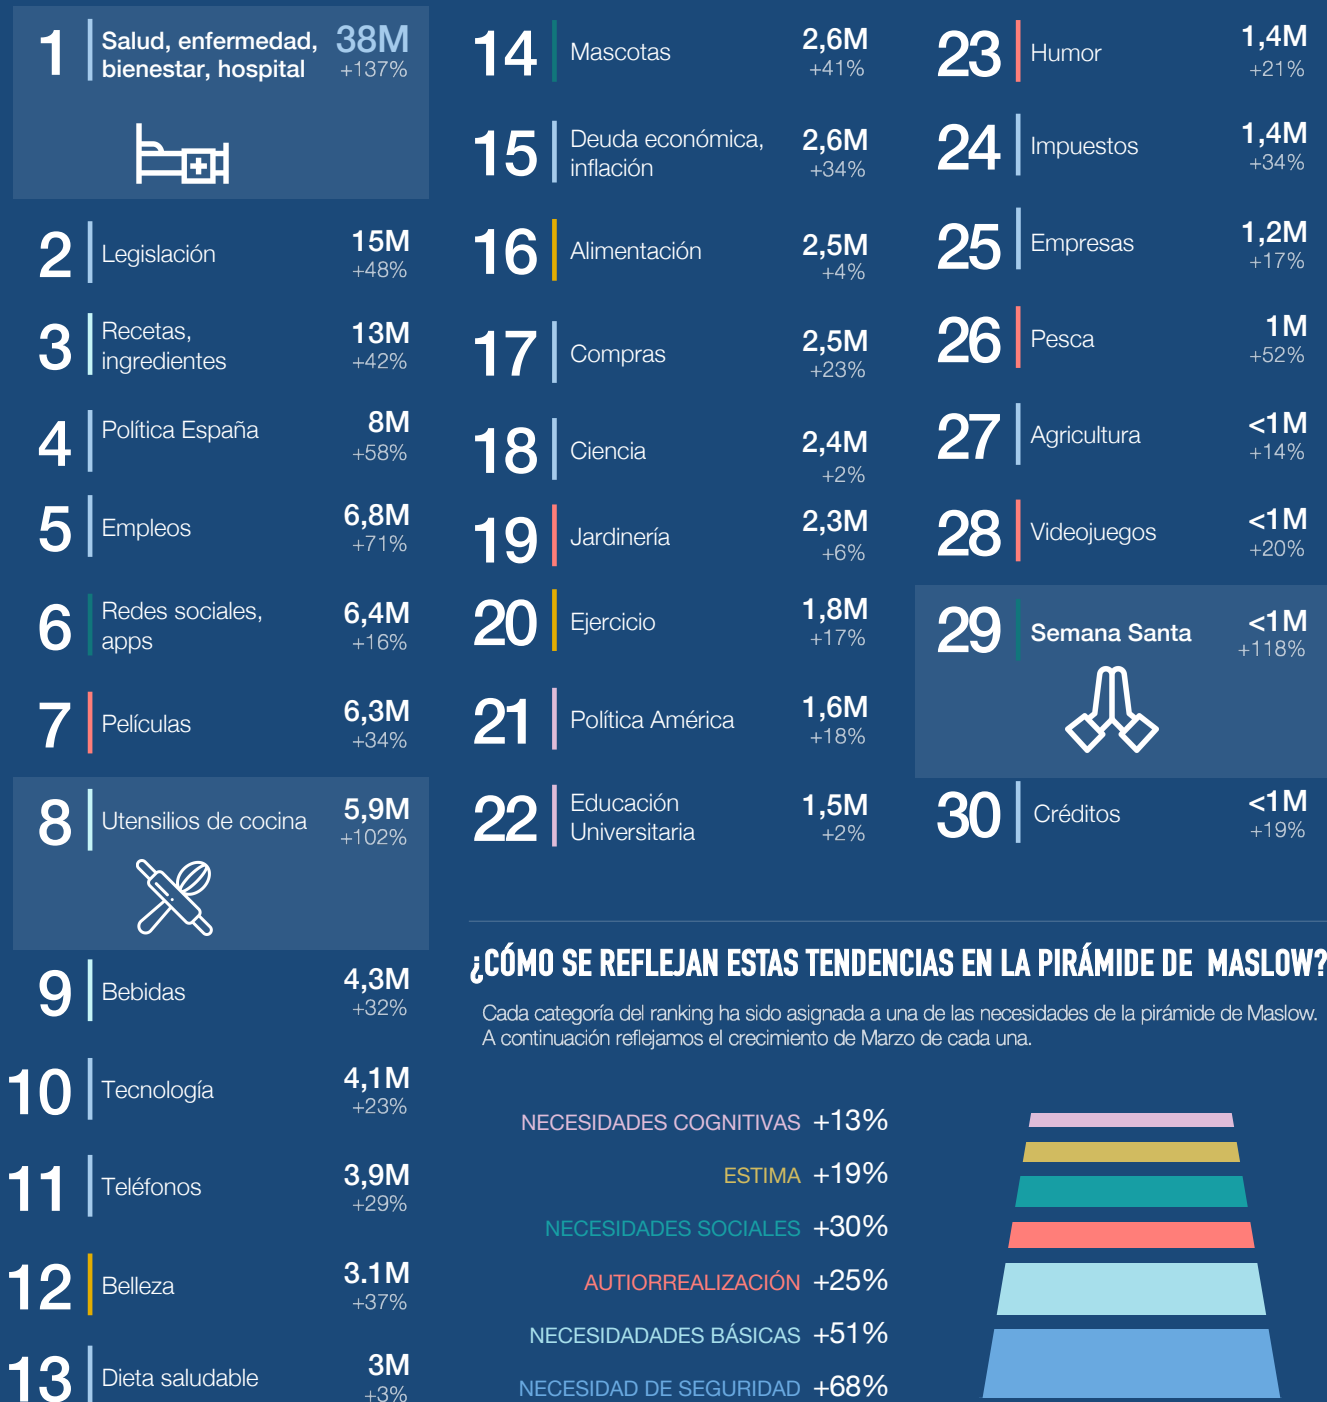 1
Salud, enfermedad,
bienestar, hospital
38M
+137%
2
Legislación
15M
+48%
3
Recetas,
ingredientes
13M
+42%
4
Política España
8M
+58%
5
Empleos
6,8M
+71%
6
Redes sociales,
apps
6,4M
+16%
7
Películas
6,3M
+34%
8
Utensilios de cocina
5,9M
+102%
9
Bebidas
4,3M
+32%
10
Tecnología
4,1M
+23%
11
Teléfonos
3,9M
+29%
12
Belleza
3.1M
+37%
13
Dieta saludable
3M
+3%
14
Mascotas
2,6M
+41%
15
Deuda económica,
inflación
2,6M
+34%
16
Alimentación
2,5M
+4%
17
Compras
2,5M
+23%
18
Ciencia
2,4M
+2%
19
Jardinería
2,3M
+6%
20
Ejercicio
1,8M
+17%
21
Política América
1,6M
+18%
22
Educación
Universitaria
1,5M
+2%
23
Humor
1,4M
+21%
24
Impuestos
1,4M
+34%
25
Empresas
1,2M
+17%
26
Pesca
1M
+52%
27
Agricultura
<1M
+14%
28
Videojuegos
<1M
+20%
29
Semana Santa
<1M
+118%
30
Créditos
<1M
+19%
¿CÓMO SE REFLEJAN ESTAS TENDENCIAS EN LA PIRÁMIDE DE MASLOW?
Cada categoría del ranking ha sido asignada a una de las necesidades de la pirámide de Maslow.
A continuación reflejamos el crecimiento de Marzo de cada una.
NECESIDADES COGNITIVAS +13%
ESTIMA +19%
NECESIDADES SOCIALES +30%
AUTIORREALIZACIÓN +25%
NECESIDADADES BÁSICAS +51%
NECESIDAD DE SEGURIDAD +68%